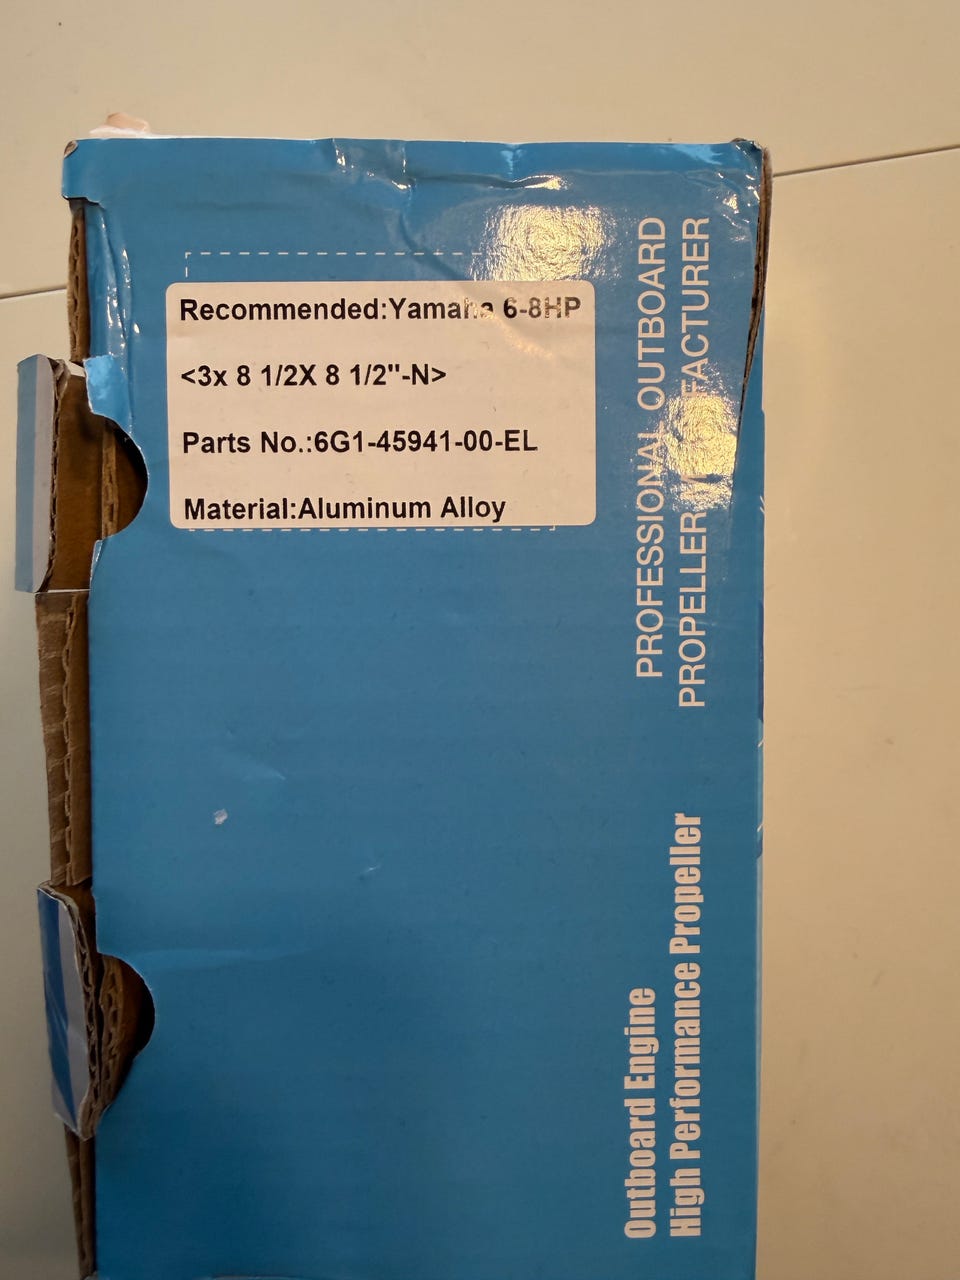 Recommended:Yamaha 6-8HP
<3x 8 1/2X 8 1/2"-N>
Parts No.:6G1-45941-00-EL
Material:Aluminum Alloy
PROFESSIONAL OUTBOARD
PROPELLER MANUFACTURER
Outboard Engine
High Performance Propeller